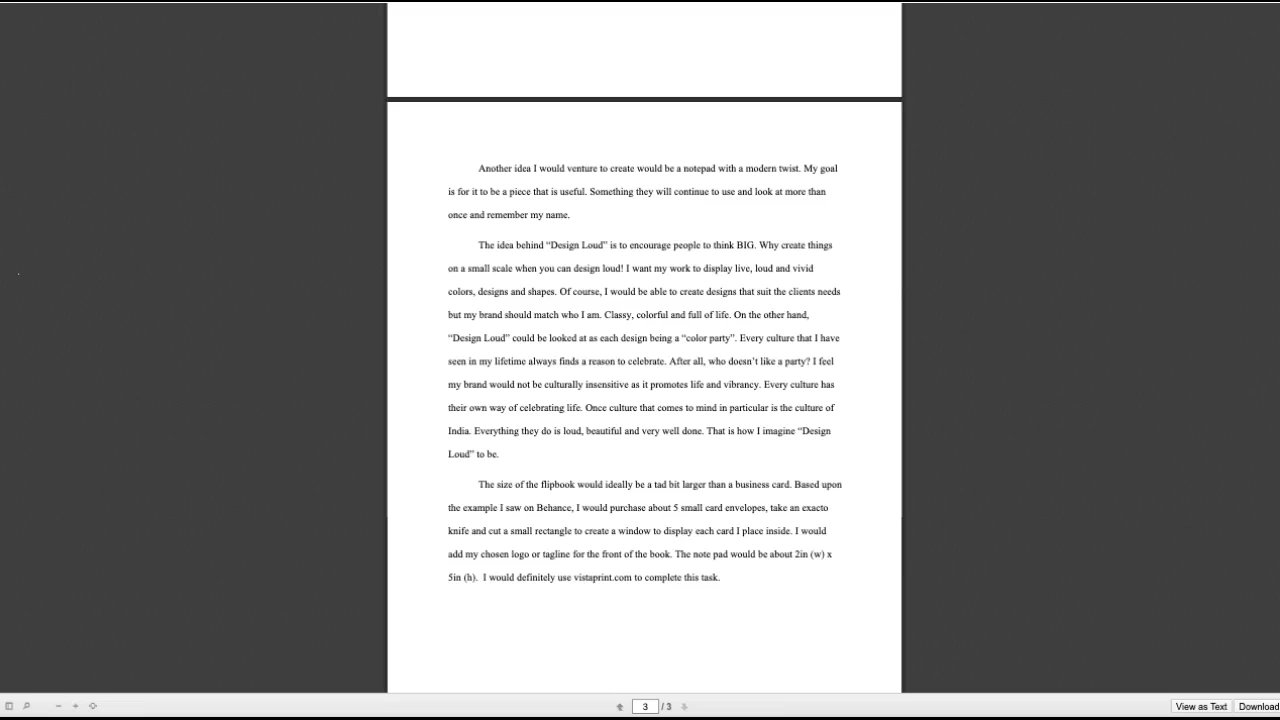 Another idea I would venture to create would be a notepad with a modern twist. My goal
is for it to be a piece that is useful. Something they will continue to use and look at more than
once and remember my name.
The idea behind “Design Loud” is to encourage people to think BIG. Why create things
on a small scale when you can design loud! I want my work to display live, loud and vivid
colors, designs and shapes. Of course, I would be able to create designs that suit the clients needs
but my brand should match who I am. Classy, colorful and full of life. On the other hand,
“Design Loud” could be looked at as each design being a “color party”. Every culture that I have
seen in my lifetime always finds a reason to celebrate. After all, who doesn’t like a party? I feel
my brand would not be culturally insensitive as it promotes life and vibrancy. Every culture has
their own way of celebrating life. Once culture that comes to mind in particular is the culture of
India. Everything they do is loud, beautiful and very well done. That is how I imagine “Design
Loud” to be.
The size of the flipbook would ideally be a tad bit larger than a business card. Based upon
the example I saw on Behance, I would purchase about 5 small card envelopes, take an exacto
knife and cut a small rectangle to create a window to display each card I place inside. I would
add my chosen logo or tagline for the front of the book. The note pad would be about 2in (w) x
5in (h).  I would definitely use vistaprint.com to complete this task.
3 / 3 View as Text Download